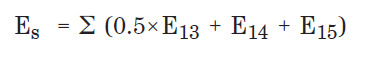 Es = Σ (0.5×E13 + E14 + E15)